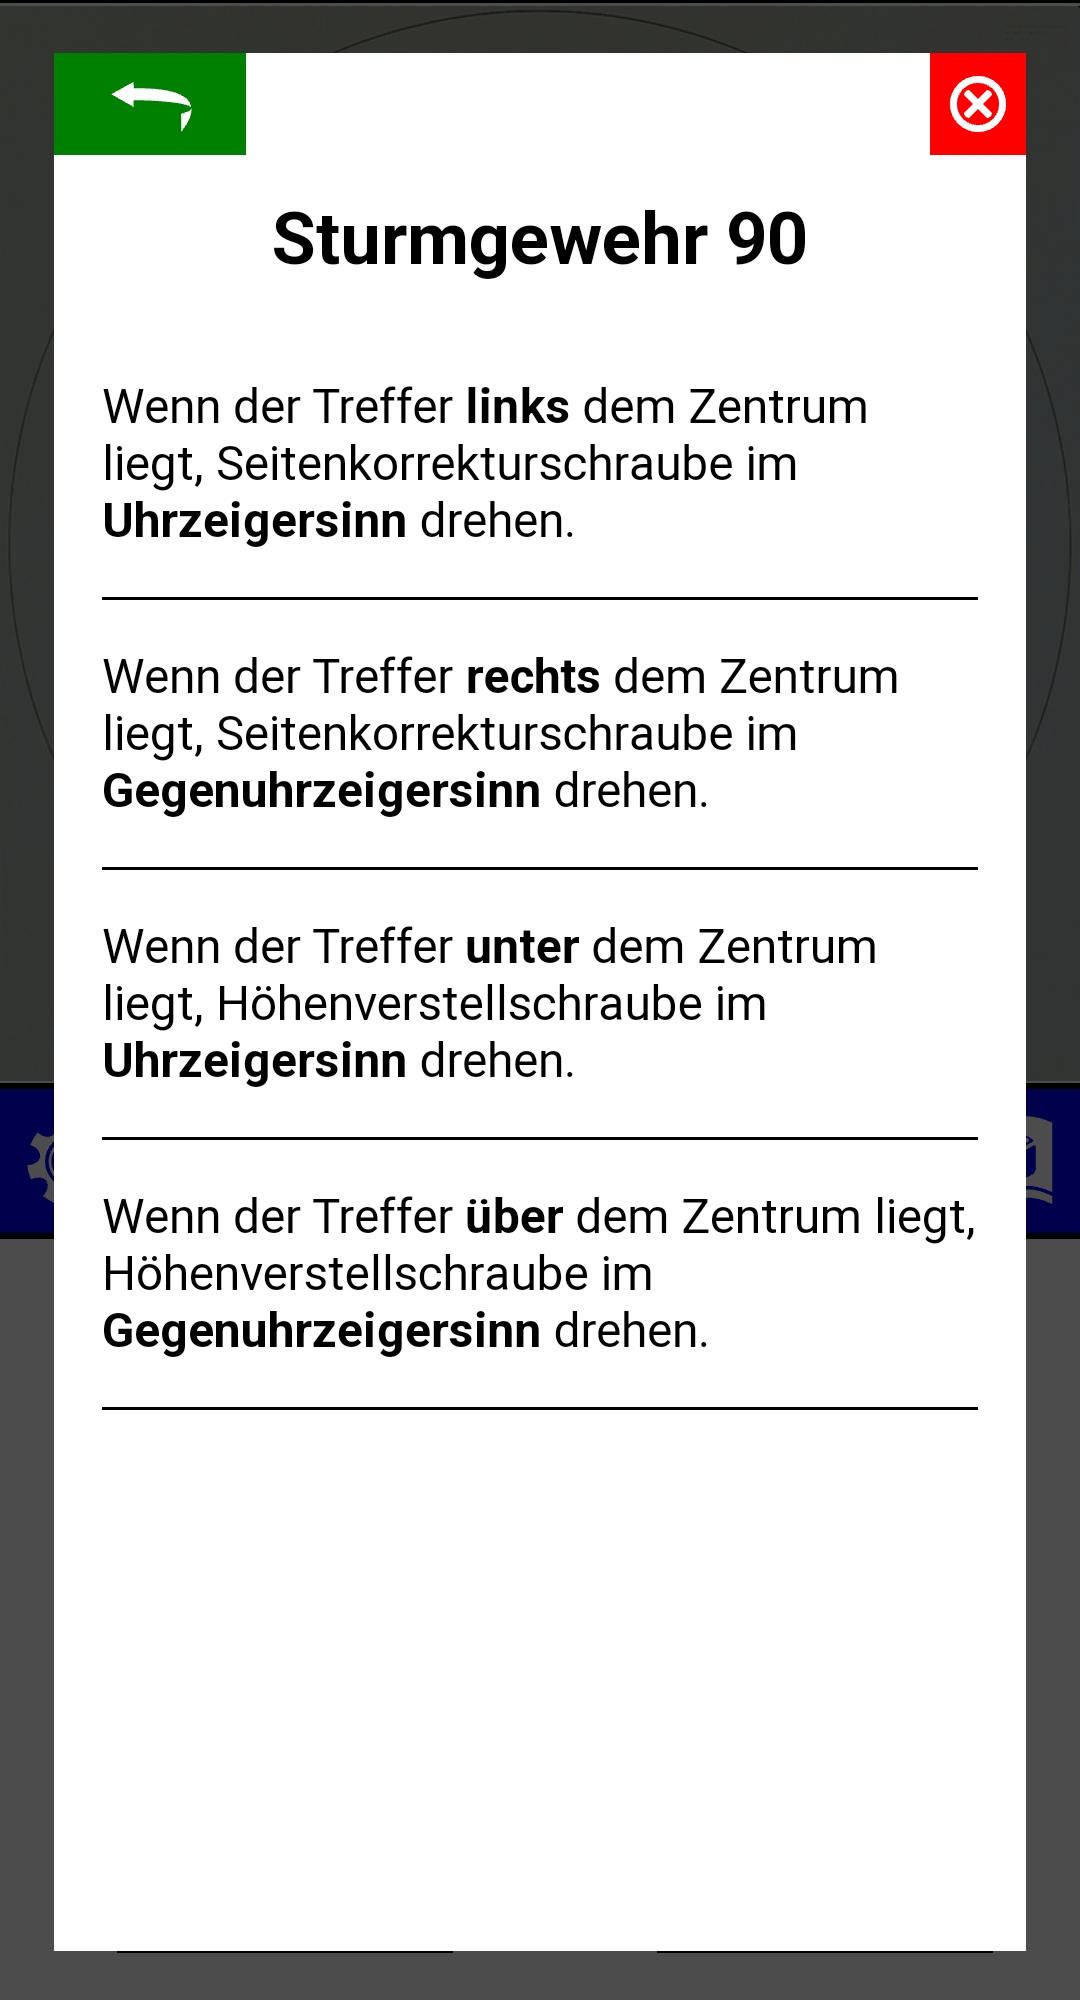 Sturmgewehr 90
Wenn der Treffer links dem Zentrum
liegt, Seitenkorrekturschraube im
Uhrzeigersinn drehen.
Wenn der Treffer rechts dem Zentrum
liegt, Seitenkorrekturschraube im
Gegenuhrzeigersinn drehen.
Wenn der Treffer unter dem Zentrum
liegt, Höhenverstellschraube im
Uhrzeigersinn drehen.
Wenn der Treffer über dem Zentrum liegt,
Höhenverstellschraube im
Gegenuhrzeigersinn drehen.